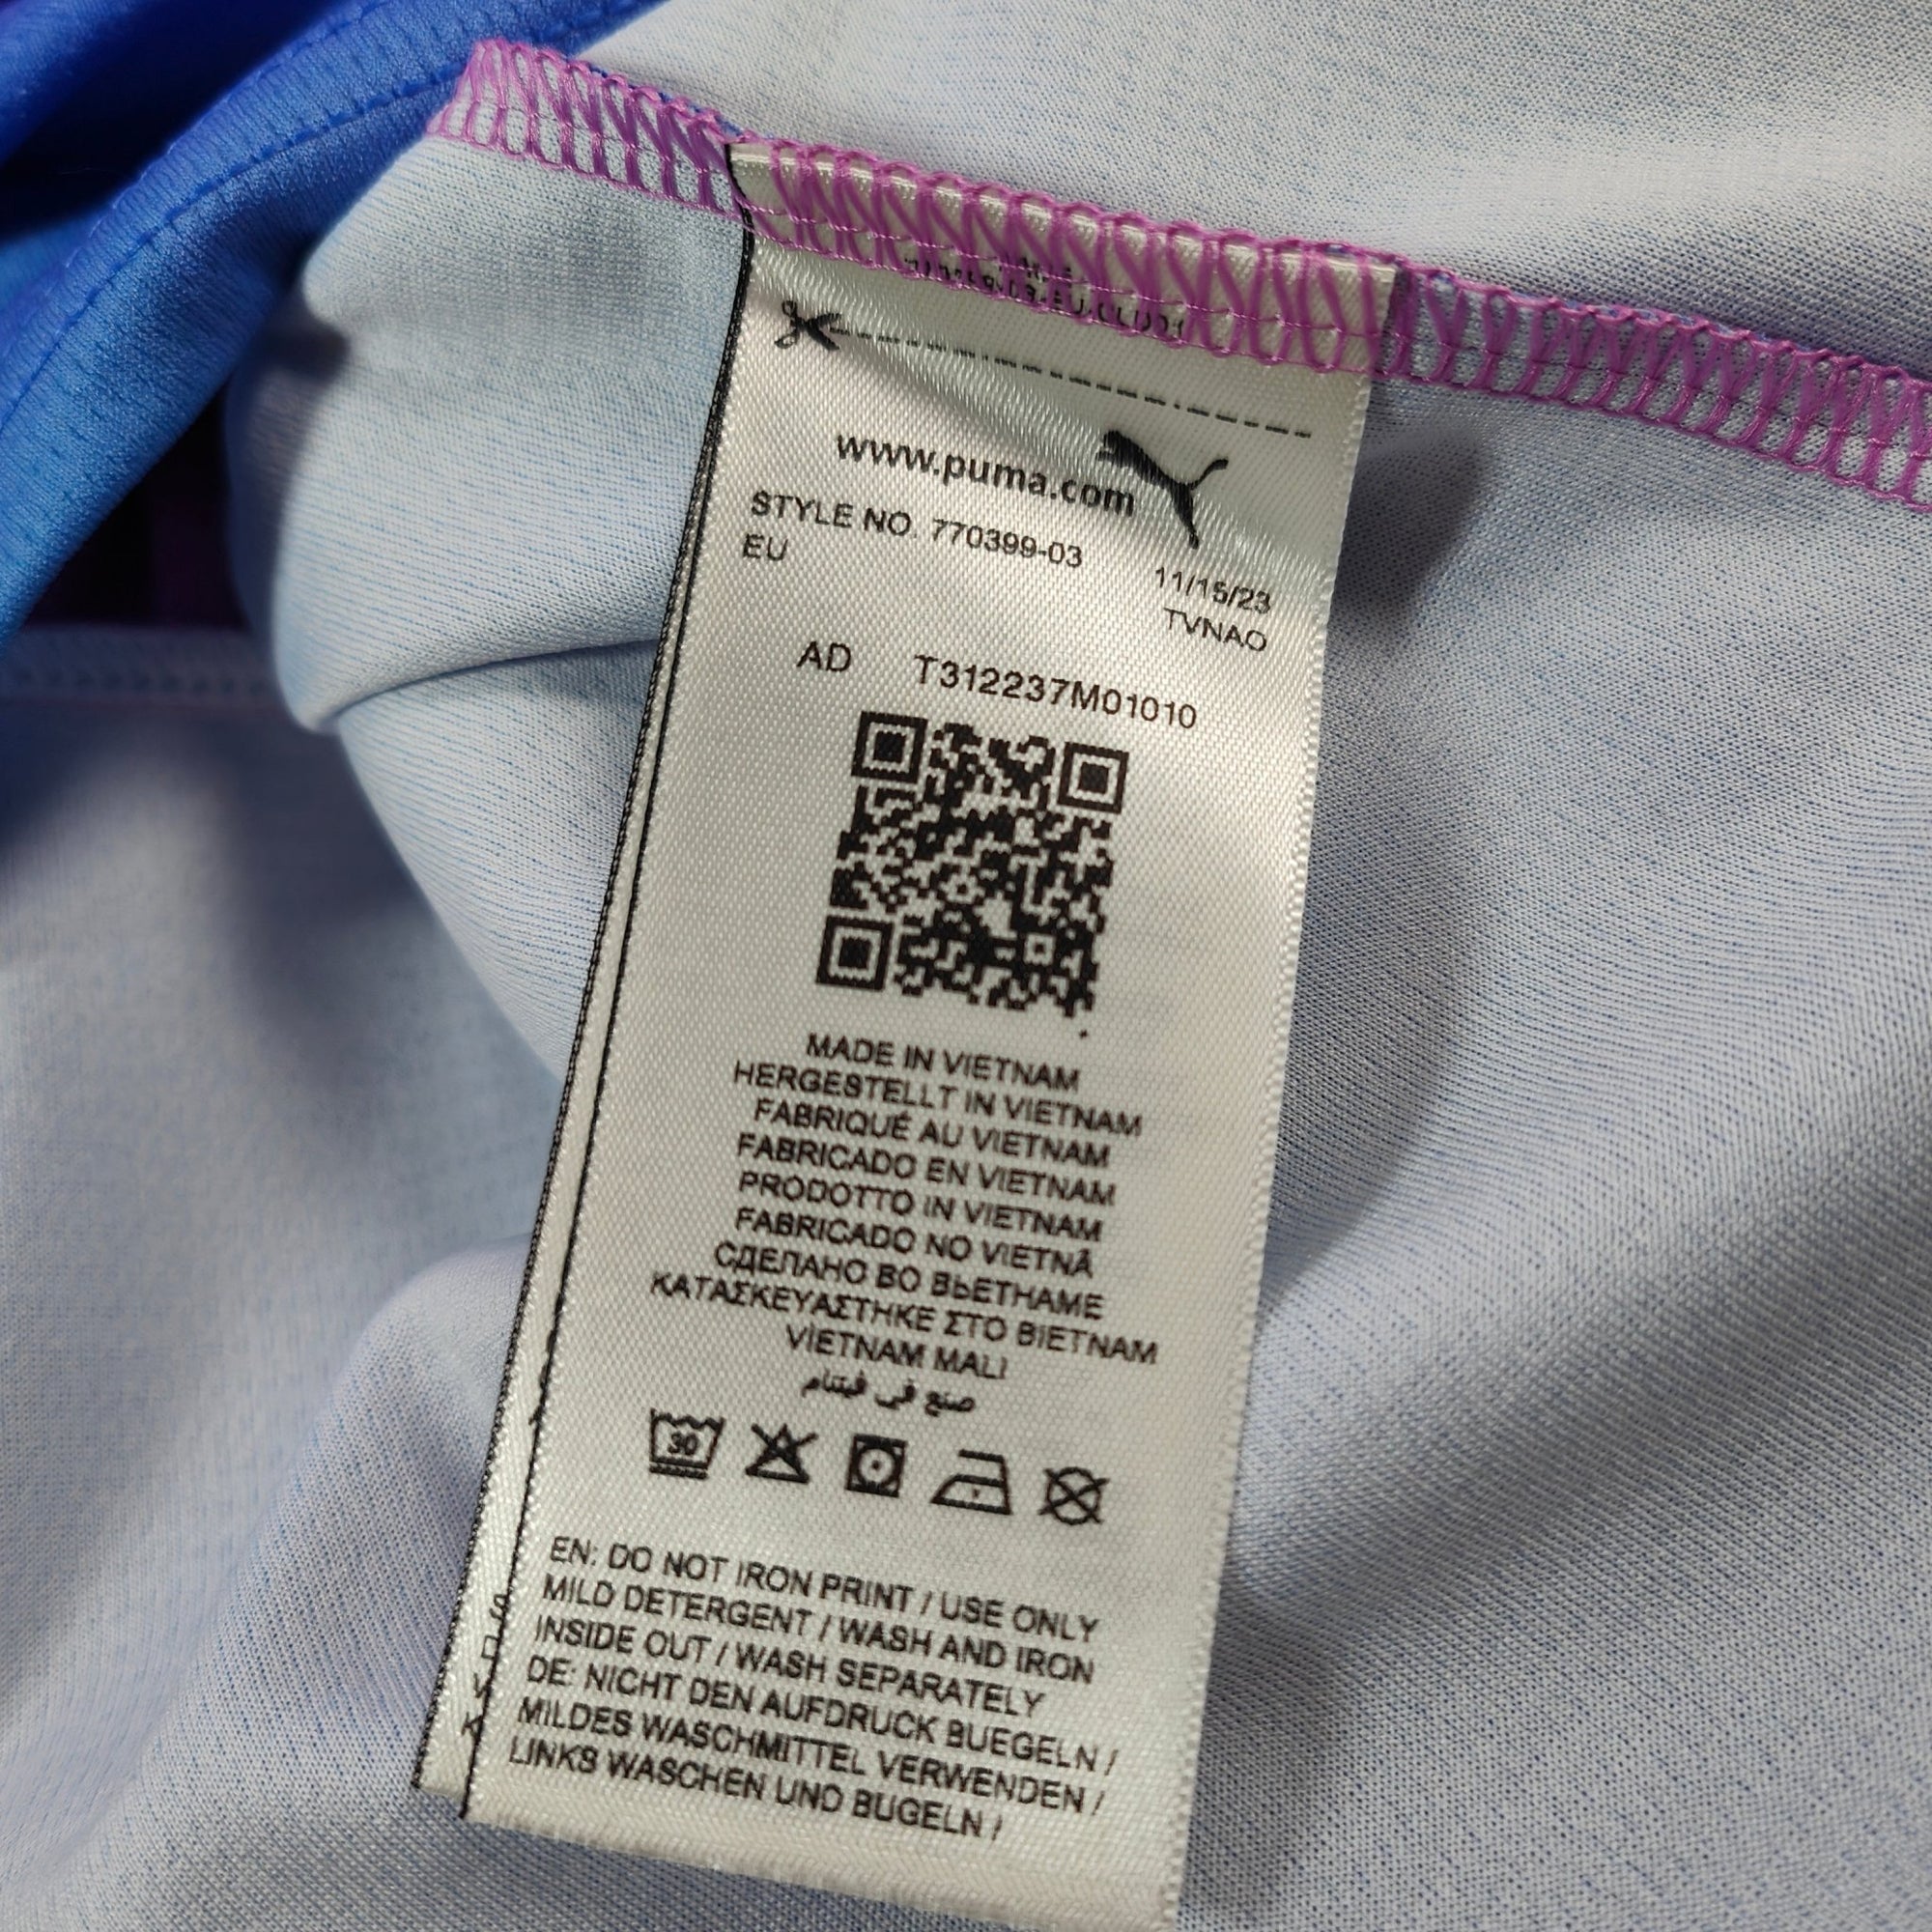 www.puma.com
STYLE NO. 770399-03 11/15/23
EU TVNAO
AD T312237M01010
MADE IN VIETNAM
HERGESTELLT IN VIETNAM
FABRIQUÉ AU VIETNAM
FABRICADO EN VIETNAM
PRODOTTO IN VIETNAM
FABRICADO NO VIETNÃ
СДЕЛАНО ВО ВЬЕТНАМЕ
ΚΑΤΑΣΚΕΥΑΣΤΗΚΕ ΣΤΟ ΒΙΕΤΝΑΜ
VİETNAM MALI
صنع في فيتنام
30
EN: DO NOT IRON PRINT / USE ONLY
MILD DETERGENT / WASH AND IRON
INSIDE OUT / WASH SEPARATELY
DE: NICHT DEN AUFDRUCK BUEGELN /
MILDES WASCHMITTEL VERWENDEN /
LINKS WASCHEN UND BUGELN /